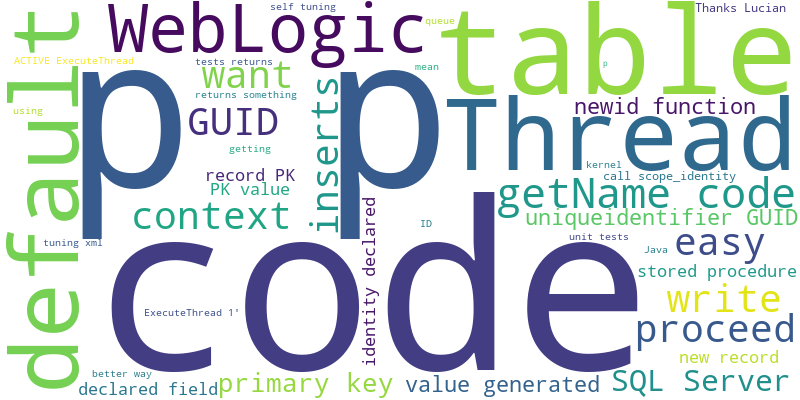 self tuning
Thanks Lucian
WebLogic
queue
table
default
ACTIVE ExecuteThread
tests returns
want
mean
p
p p
returns something
Thread
using
GUID
inserts
newid function
getting
kernel
record PK
call scope_identity
PK value
getName code
context
uniqueidentifier GUID
ID
identity declared
tuning xml
unit tests
Java
easy
code
stored procedure
write
ExecuteThread 1'
proceed
new record
better way
declared field
primary key
value generated
SQL Server